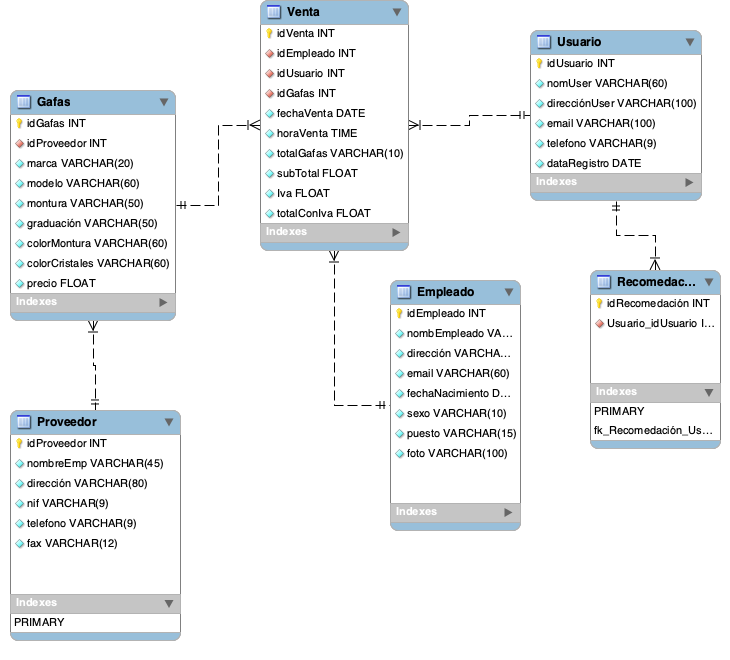 Venta
idVenta INT
idEmpleado INT
idUsuario INT
idGafas INT
fechaVenta DATE
horaVenta TIME
totalGafas VARCHAR(10)
subTotal FLOAT
Iva FLOAT
totalConIva FLOAT
Indexes
Usuario
idUsuario INT
nomUser VARCHAR(60)
direcciónUser VARCHAR(100)
email VARCHAR(100)
telefono VARCHAR(9)
dataRegistro DATE
Indexes
Gafas
idGafas INT
idProveedor INT
marca VARCHAR(20)
modelo VARCHAR(60)
montura VARCHAR(50)
graduación VARCHAR(50)
colorMontura VARCHAR(60)
colorCristales VARCHAR(60)
precio FLOAT
Indexes
Empleado
idEmpleado INT
nombEmpleado VA...
dirección VARCHA...
email VARCHAR(60)
fechaNacimiento D...
sexo VARCHAR(10)
puesto VARCHAR(15)
foto VARCHAR(100)
Indexes
Recomedac...
idRecomedación INT
Usuario_idUsuario I...
Indexes
PRIMARY
fk_Recomedación_Us...
Proveedor
idProveedor INT
nombreEmp VARCHAR(45)
dirección VARCHAR(80)
nif VARCHAR(9)
telefono VARCHAR(9)
fax VARCHAR(12)
Indexes
PRIMARY